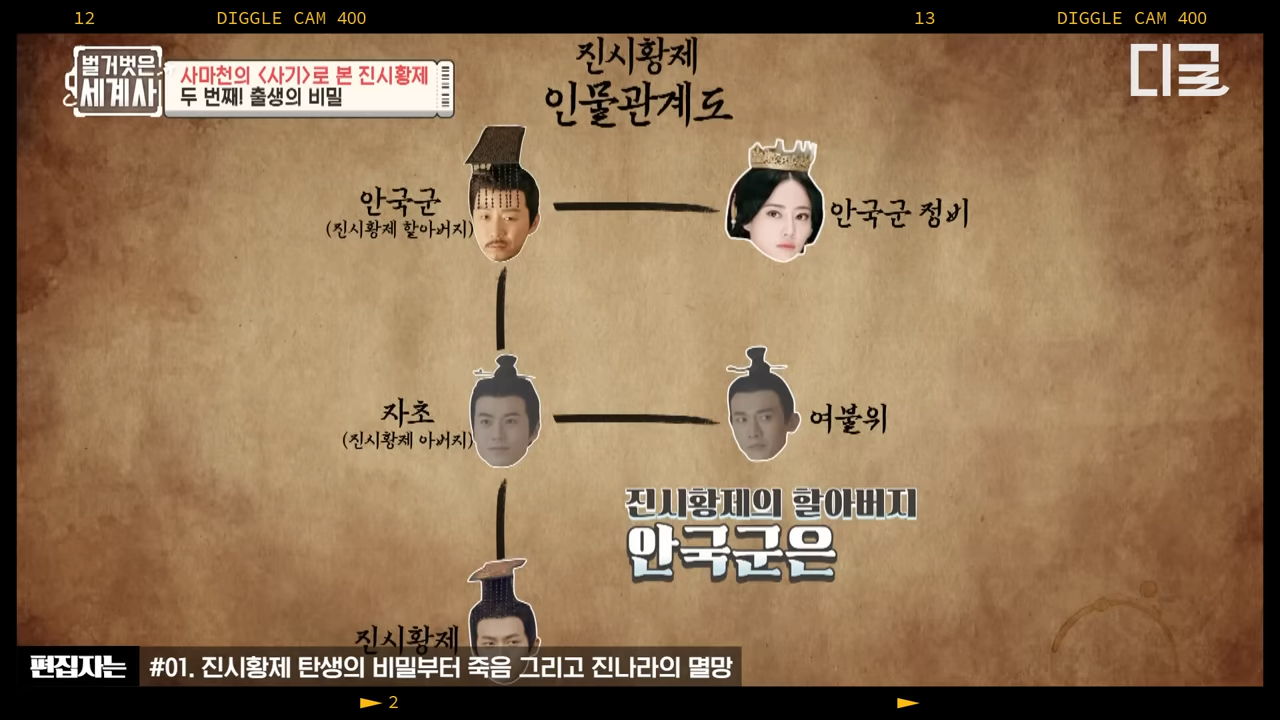 12 DIGGLE CAM 400 13 DIGGLE CAM 400
벌거벗은
세계사
사마천의 <사기>로 본 진시황제
두 번째! 출생의 비밀
디글
진시황제
인물관계도
안국군
(진시황제 할아버지)
안국군 정비
자초
(진시황제 아버지)
여불위
진시황제의 할아버지
안국군은
진시황제
편집자는 #01. 진시황제 탄생의 비밀부터 죽음 그리고 진나라의 멸망
2